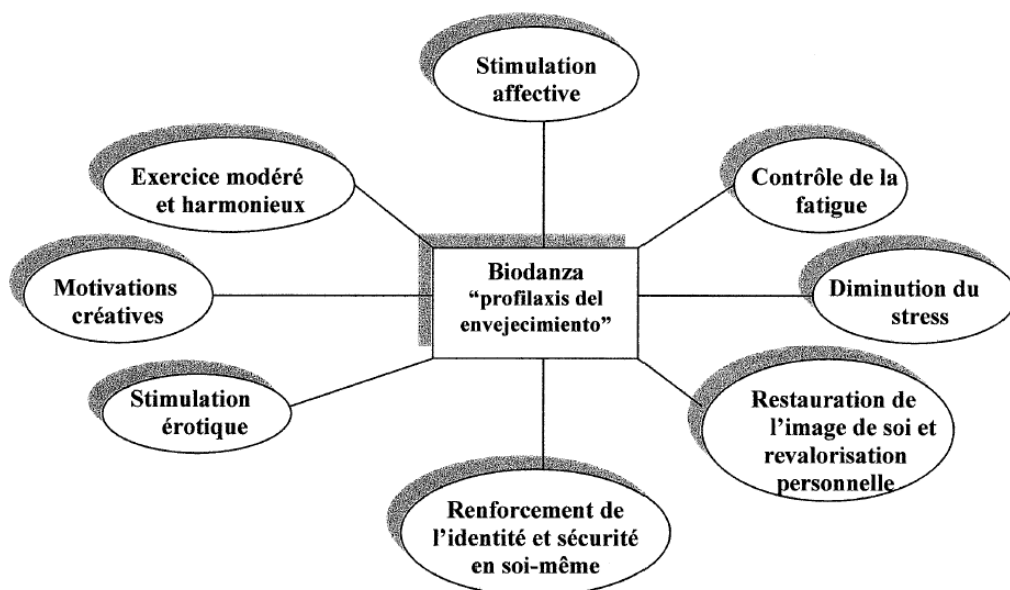 Stimulation
affective
Exercice modéré
et harmonieux
Contrôle de la
fatigue
Biodanza
“profilaxis del
envejecimiento”
Motivations
créatives
Diminution du
stress
Stimulation
érotique
Restauration de
l’image de soi et
revalorisation
personnelle
Renforcement de
l’identité et sécurité
en soi-même